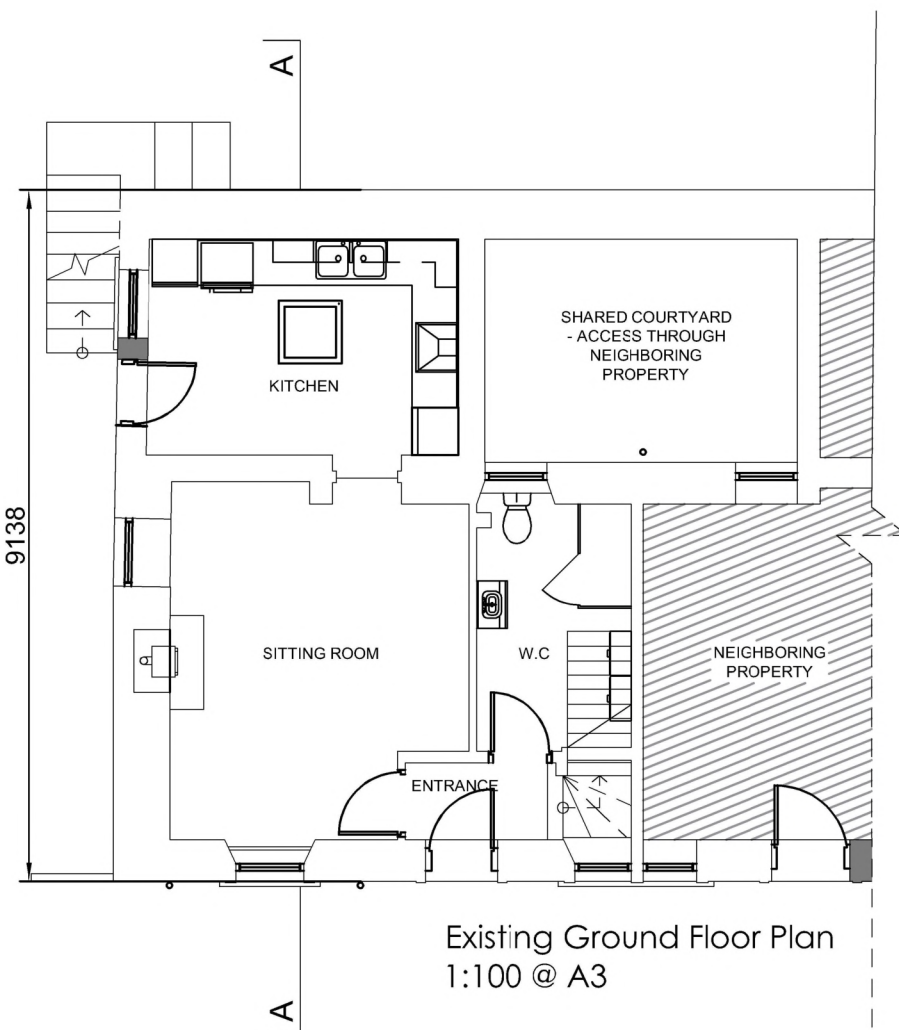 A
SHARED COURTYARD
- ACCESS THROUGH
NEIGHBORING
PROPERTY
KITCHEN
9138
SITTING ROOM
W.C
NEIGHBORING
PROPERTY
ENTRANCE
Existing Ground Floor Plan
1:100 @ A3
A